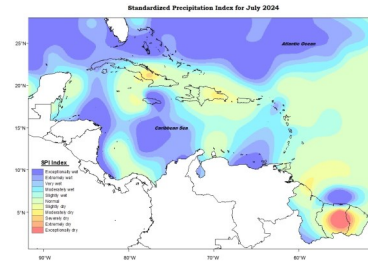 Standardized Precipitation Index for July 2024
25°N
20°N
15°N
10°N
5°N
Atlantic Ocean
Caribbean Sea
SPI Index
Exceptionally wet
Extremely wet
Very wet
Moderately wet
Slightly wet
Normal
Slightly dry
Moderately dry
Severely dry
Extremely dry
Exceptionally dry
90°W
80°W
70°W
60°W